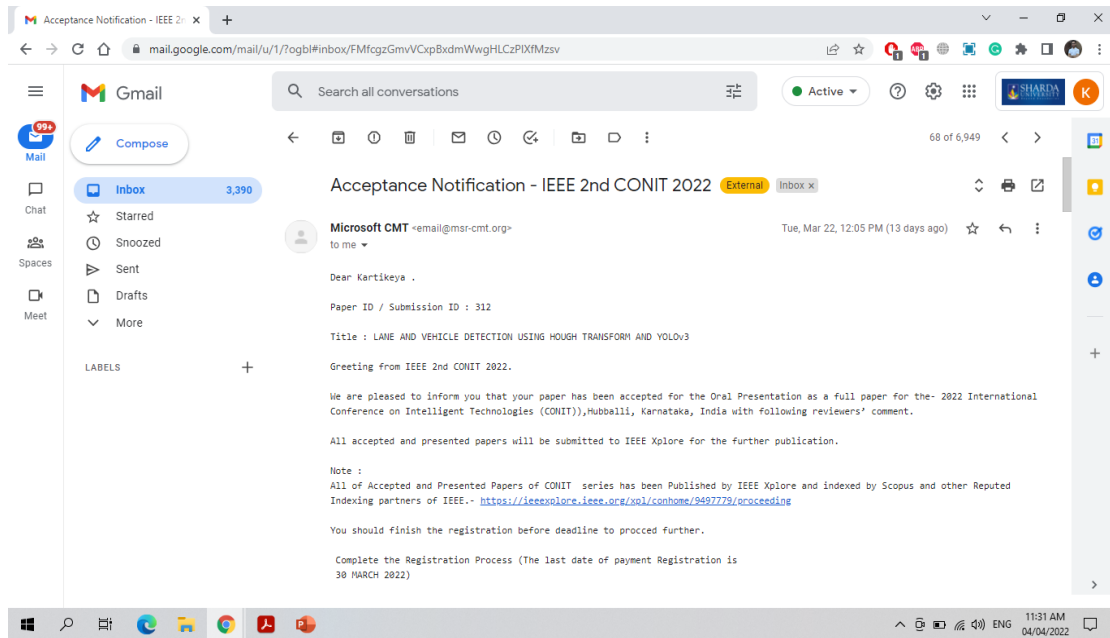 Acceptance Notification - IEEE 2n
mail.google.com/mail/u/1/?ogbl#inbox/FMfcgzGmvVCxpBxdmWwgHLCzPlXfMzsv
Gmail
Search all conversations
Active
SHARDA
UNIVERSITY
K
99+
Mail
Chat
Spaces
Meet
Compose
Inbox 3,390
Starred
Snoozed
Sent
Drafts
More
LABELS
68 of 6,949
Acceptance Notification - IEEE 2nd CONIT 2022 External Inbox x
Microsoft CMT <email@msr-cmt.org> Tue, Mar 22, 12:05 PM (13 days ago)
to me
Dear Kartikeya .
Paper ID / Submission ID : 312
Title : LANE AND VEHICLE DETECTION USING HOUGH TRANSFORM AND YOLOv3
Greeting from IEEE 2nd CONIT 2022.
We are pleased to inform you that your paper has been accepted for the Oral Presentation as a full paper for the- 2022 International
Conference on Intelligent Technologies (CONIT)),Hubballi, Karnataka, India with following reviewers’ comment.
All accepted and presented papers will be submitted to IEEE Xplore for the further publication.
Note :
All of Accepted and Presented Papers of CONIT  series has been Published by IEEE Xplore and indexed by Scopus and other Reputed
Indexing partners of IEEE.- https://ieeexplore.ieee.org/xpl/conhome/9497779/proceeding
You should finish the registration before deadline to procced further.
Complete the Registration Process (The last date of payment Registration is
30 MARCH 2022)
ENG
11:31 AM
04/04/2022